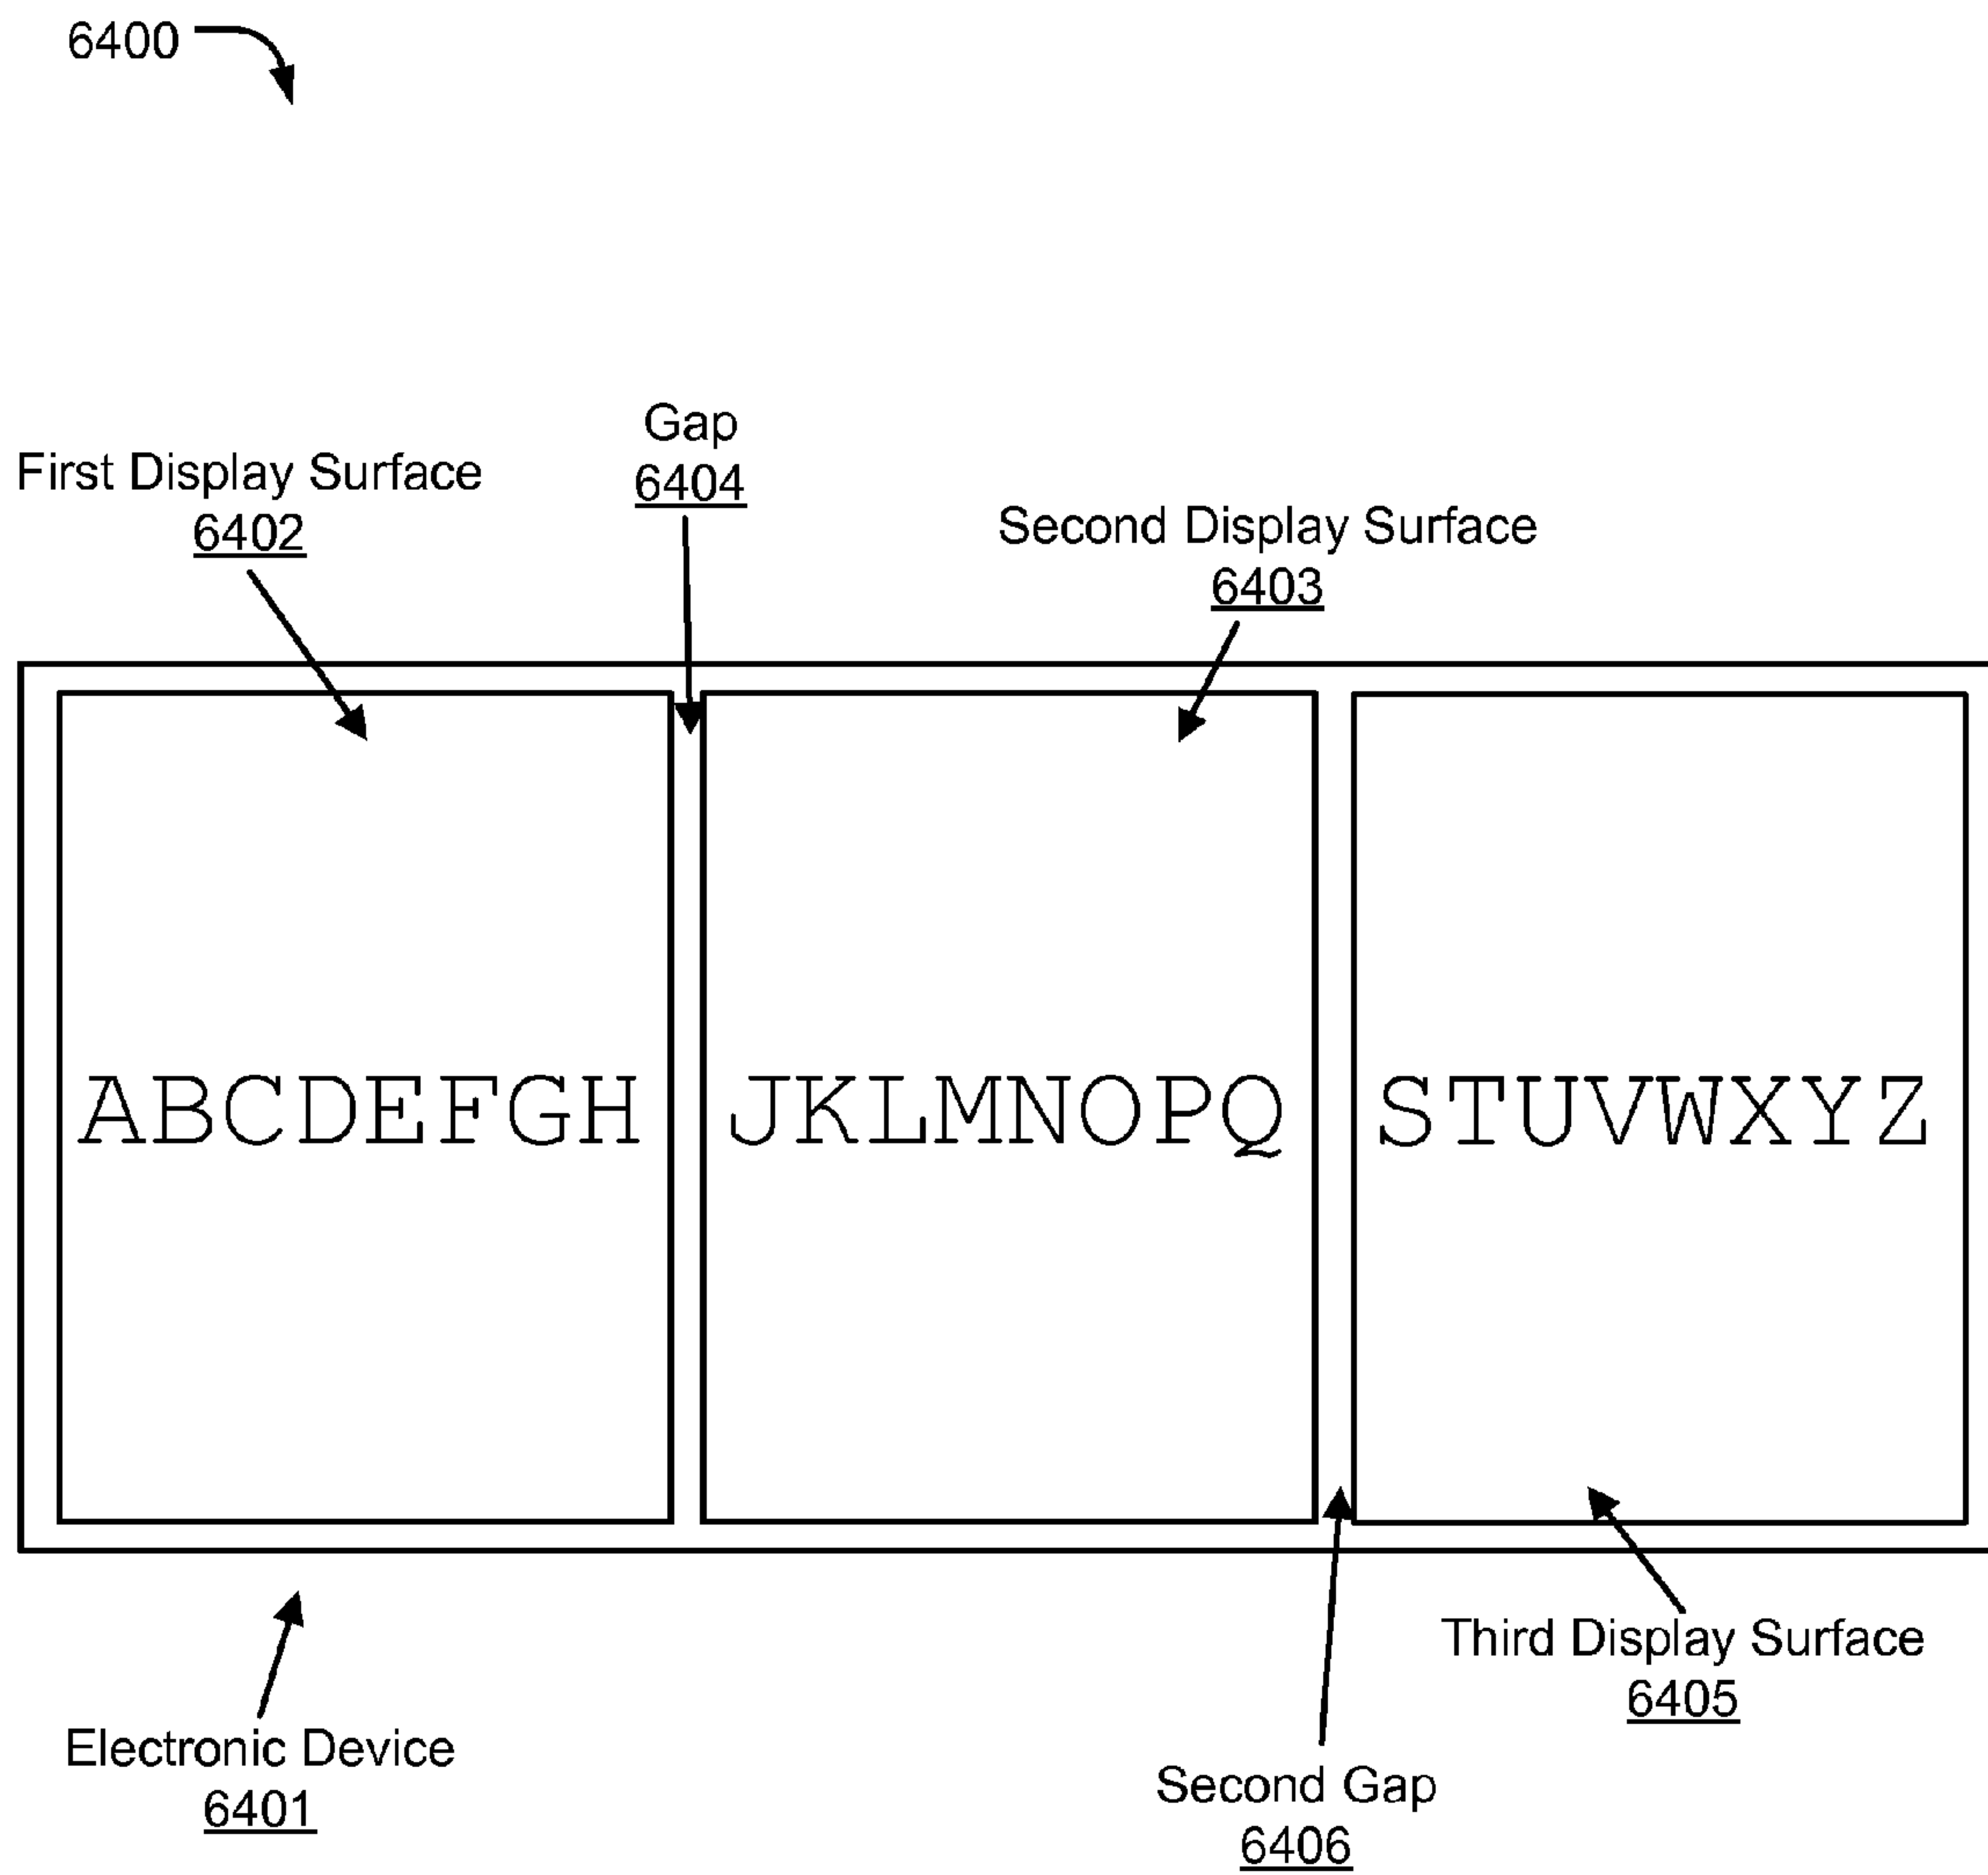 6400
Gap
6404
First Display Surface
6402
Second Display Surface
6403
ABCDEFGH
JKLMNOPQ
STUVWXYZ
Third Display Surface
6405
Electronic Device
6401
Second Gap
6406